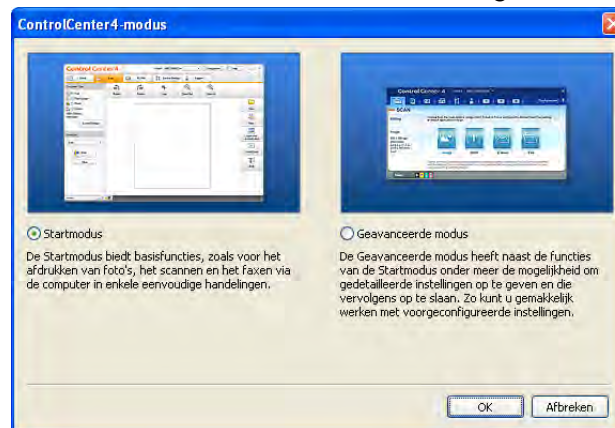 ControlCenter4-modus
Startmodus
De Startmodus biedt basisfuncties, zoals voor het
afdrukken van foto's, het scannen en het faxen via
de computer in enkele eenvoudige handelingen.
Geavanceerde modus
De Geavanceerde modus heeft naast de functies
van de Startmodus onder meer de mogelijkheid om
gedetailleerde instellingen op te geven en die
vervolgens op te slaan. Zo kunt u gemakkelijk
werken met voorgeconfigureerde instellingen.
OK
Afbreken